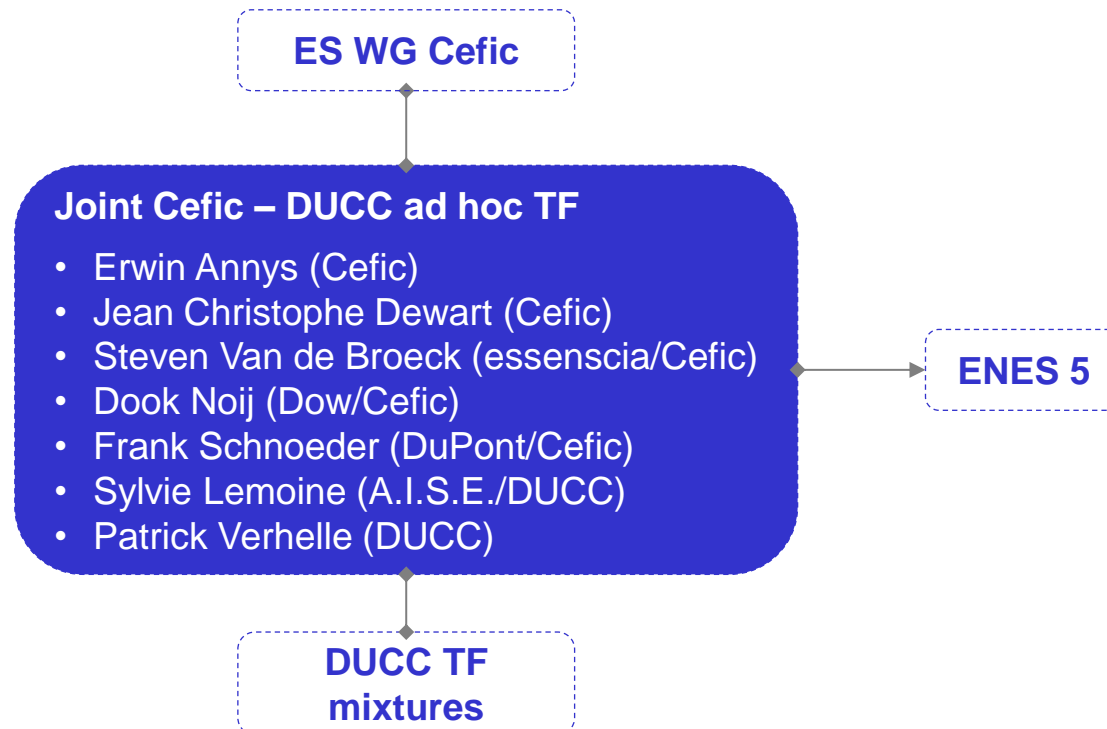 ES WG Cefic
Joint Cefic – DUCC ad hoc TF
• Erwin Annys (Cefic)
• Jean Christophe Dewart (Cefic)
• Steven Van de Broeck (essenscia/Cefic)
• Dook Noij (Dow/Cefic)
• Frank Schnoeder (DuPont/Cefic)
• Sylvie Lemoine (A.I.S.E./DUCC)
• Patrick Verhelle (DUCC)
ENES 5
DUCC TF
mixtures